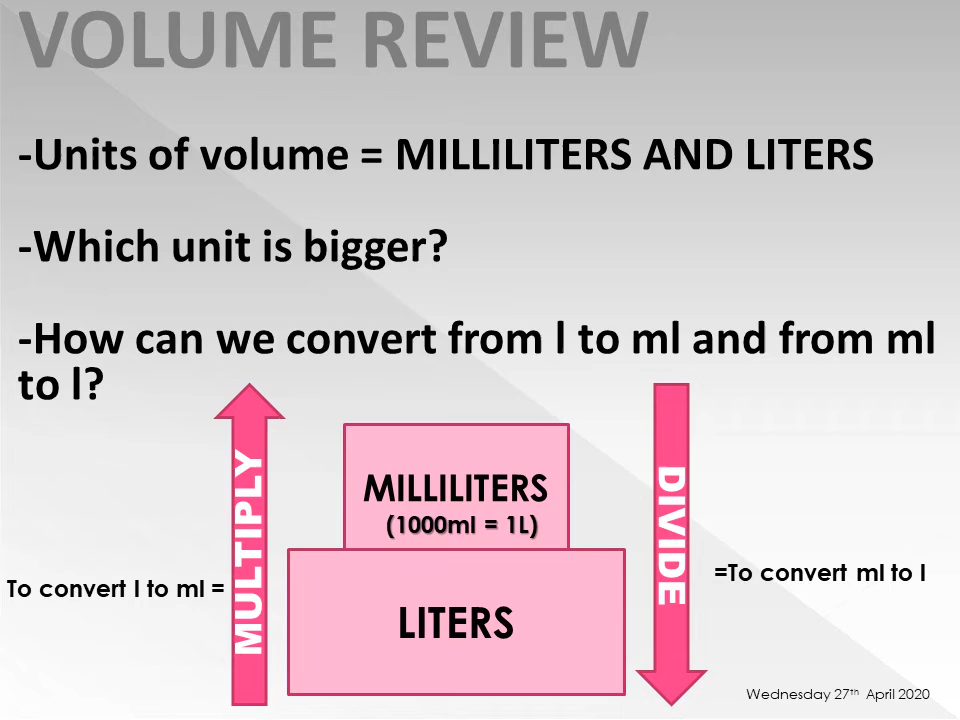 VOLUME REVIEW
-Units of volume = MILLILITERS AND LITERS
-Which unit is bigger?
-How can we convert from l to ml and from ml
to l?
MULTIPLY
MILLILITERS
(1000ml = 1L)
DIVIDE
To convert l to ml =
=To convert ml to l
LITERS
Wednesday 27th April 2020